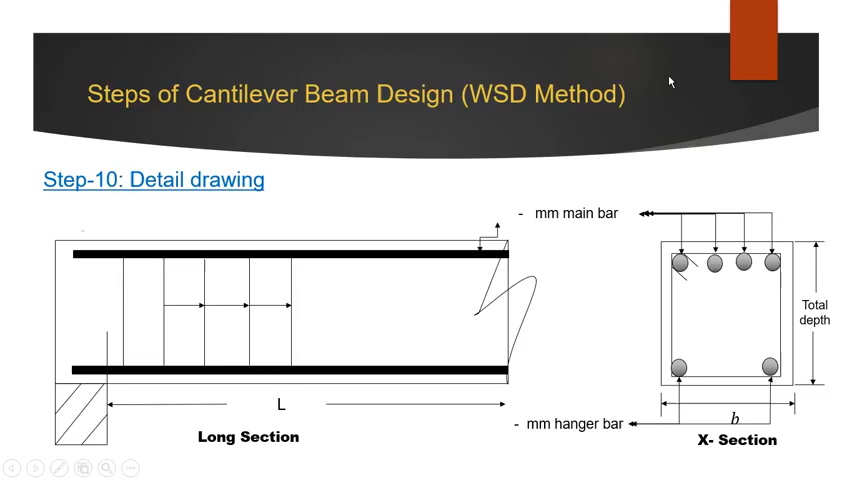 Steps of Cantilever Beam Design (WSD Method)
Step-10: Detail drawing
- mm main bar
Total
depth
L
- mm hanger bar
b
Long Section
X- Section